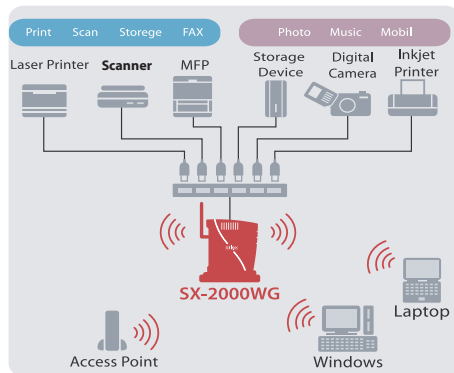 Print Scan Storege FAX
Photo Music Mobil
Laser Printer
Scanner
MFP
Storage
Device
Digital
Camera
Inkjet
Printer
SX-2000WG
Laptop
Access Point
Windows